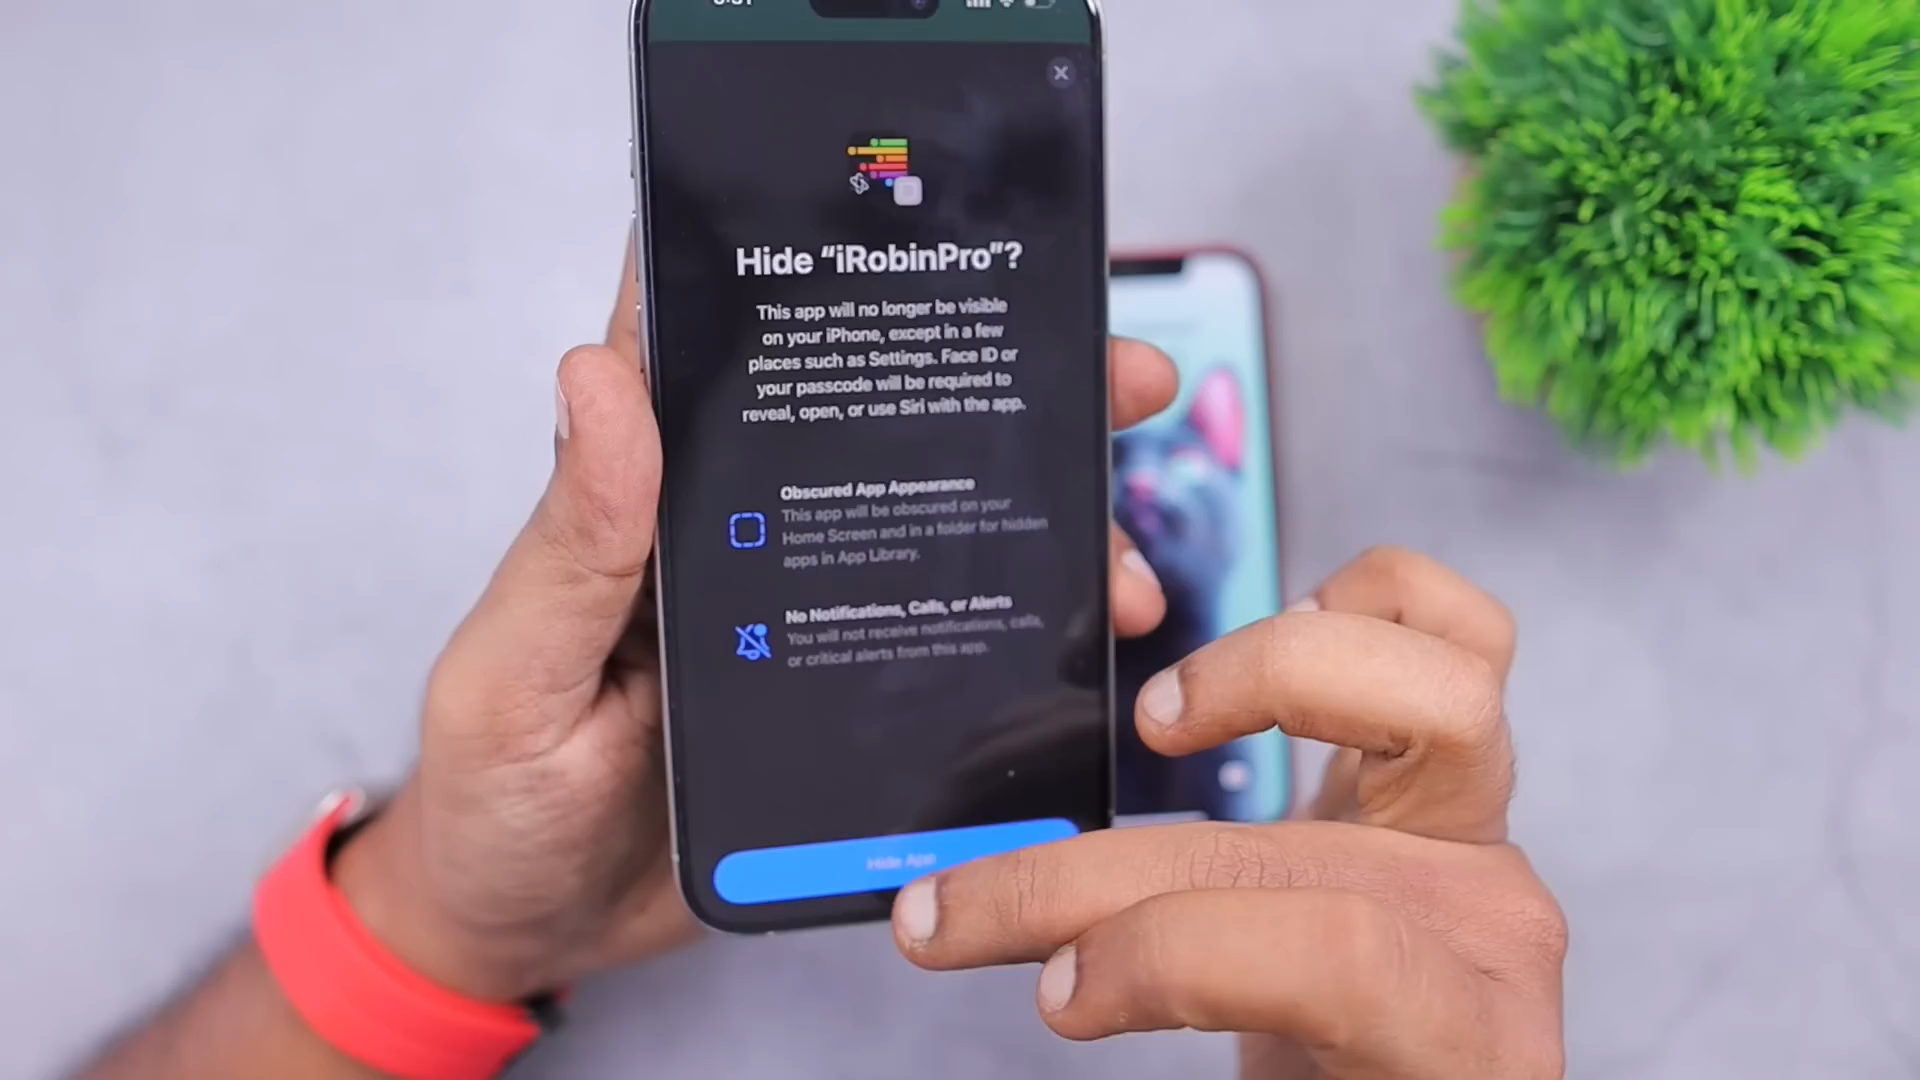 Hide “iRobinPro”?
This app will no longer be visible
on your iPhone, except in a few
places such as Settings. Face ID or
your passcode will be required to
reveal, open, or use Siri with the app.
Obscured App Appearance
This app will be obscured on your
Home Screen and in a folder for hidden
apps in App Library.
No Notifications, Calls, or Alerts
You will not receive notifications, calls,
or critical alerts from this app.
Hide App